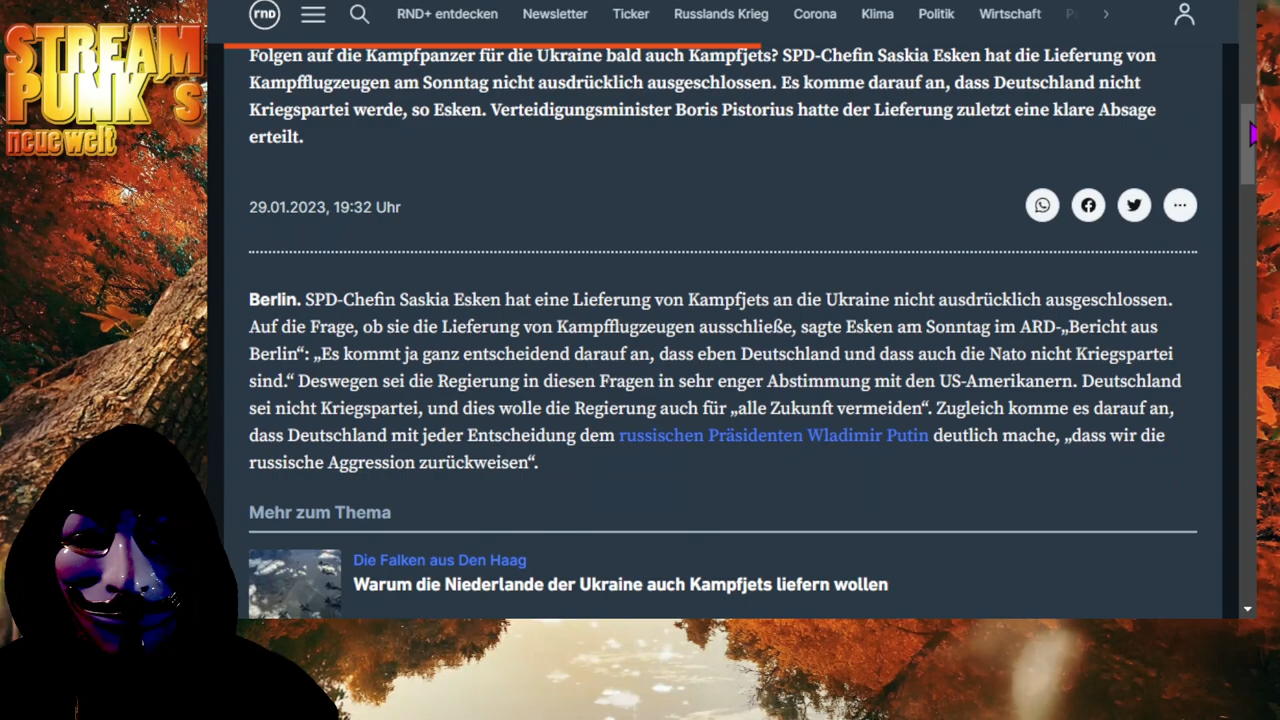 STREAM
PUNK´s
neue welt
rnd
RND+ entdecken
Newsletter
Ticker
Russlands Krieg
Corona
Klima
Politik
Wirtschaft
Folgen auf die Kampfpanzer für die Ukraine bald auch Kampfjets? SPD-Chefin Saskia Esken hat die Lieferung von
Kampfflugzeugen am Sonntag nicht ausdrücklich ausgeschlossen. Es komme darauf an, dass Deutschland nicht
Kriegspartei werde, so Esken. Verteidigungsminister Boris Pistorius hatte der Lieferung zuletzt eine klare Absage
erteilt.
29.01.2023, 19:32 Uhr
Berlin. SPD-Chefin Saskia Esken hat eine Lieferung von Kampfjets an die Ukraine nicht ausdrücklich ausgeschlossen.
Auf die Frage, ob sie die Lieferung von Kampfflugzeugen ausschließe, sagte Esken am Sonntag im ARD-„Bericht aus
Berlin“: „Es kommt ja ganz entscheidend darauf an, dass eben Deutschland und dass auch die Nato nicht Kriegspartei
sind.“ Deswegen sei die Regierung in diesen Fragen in sehr enger Abstimmung mit den US-Amerikanern. Deutschland
sei nicht Kriegspartei, und dies wolle die Regierung auch für „alle Zukunft vermeiden“. Zugleich komme es darauf an,
dass Deutschland mit jeder Entscheidung dem russischen Präsidenten Wladimir Putin deutlich mache, „dass wir die
russische Aggression zurückweisen“.
Mehr zum Thema
Die Falken aus Den Haag
Warum die Niederlande der Ukraine auch Kampfjets liefern wollen